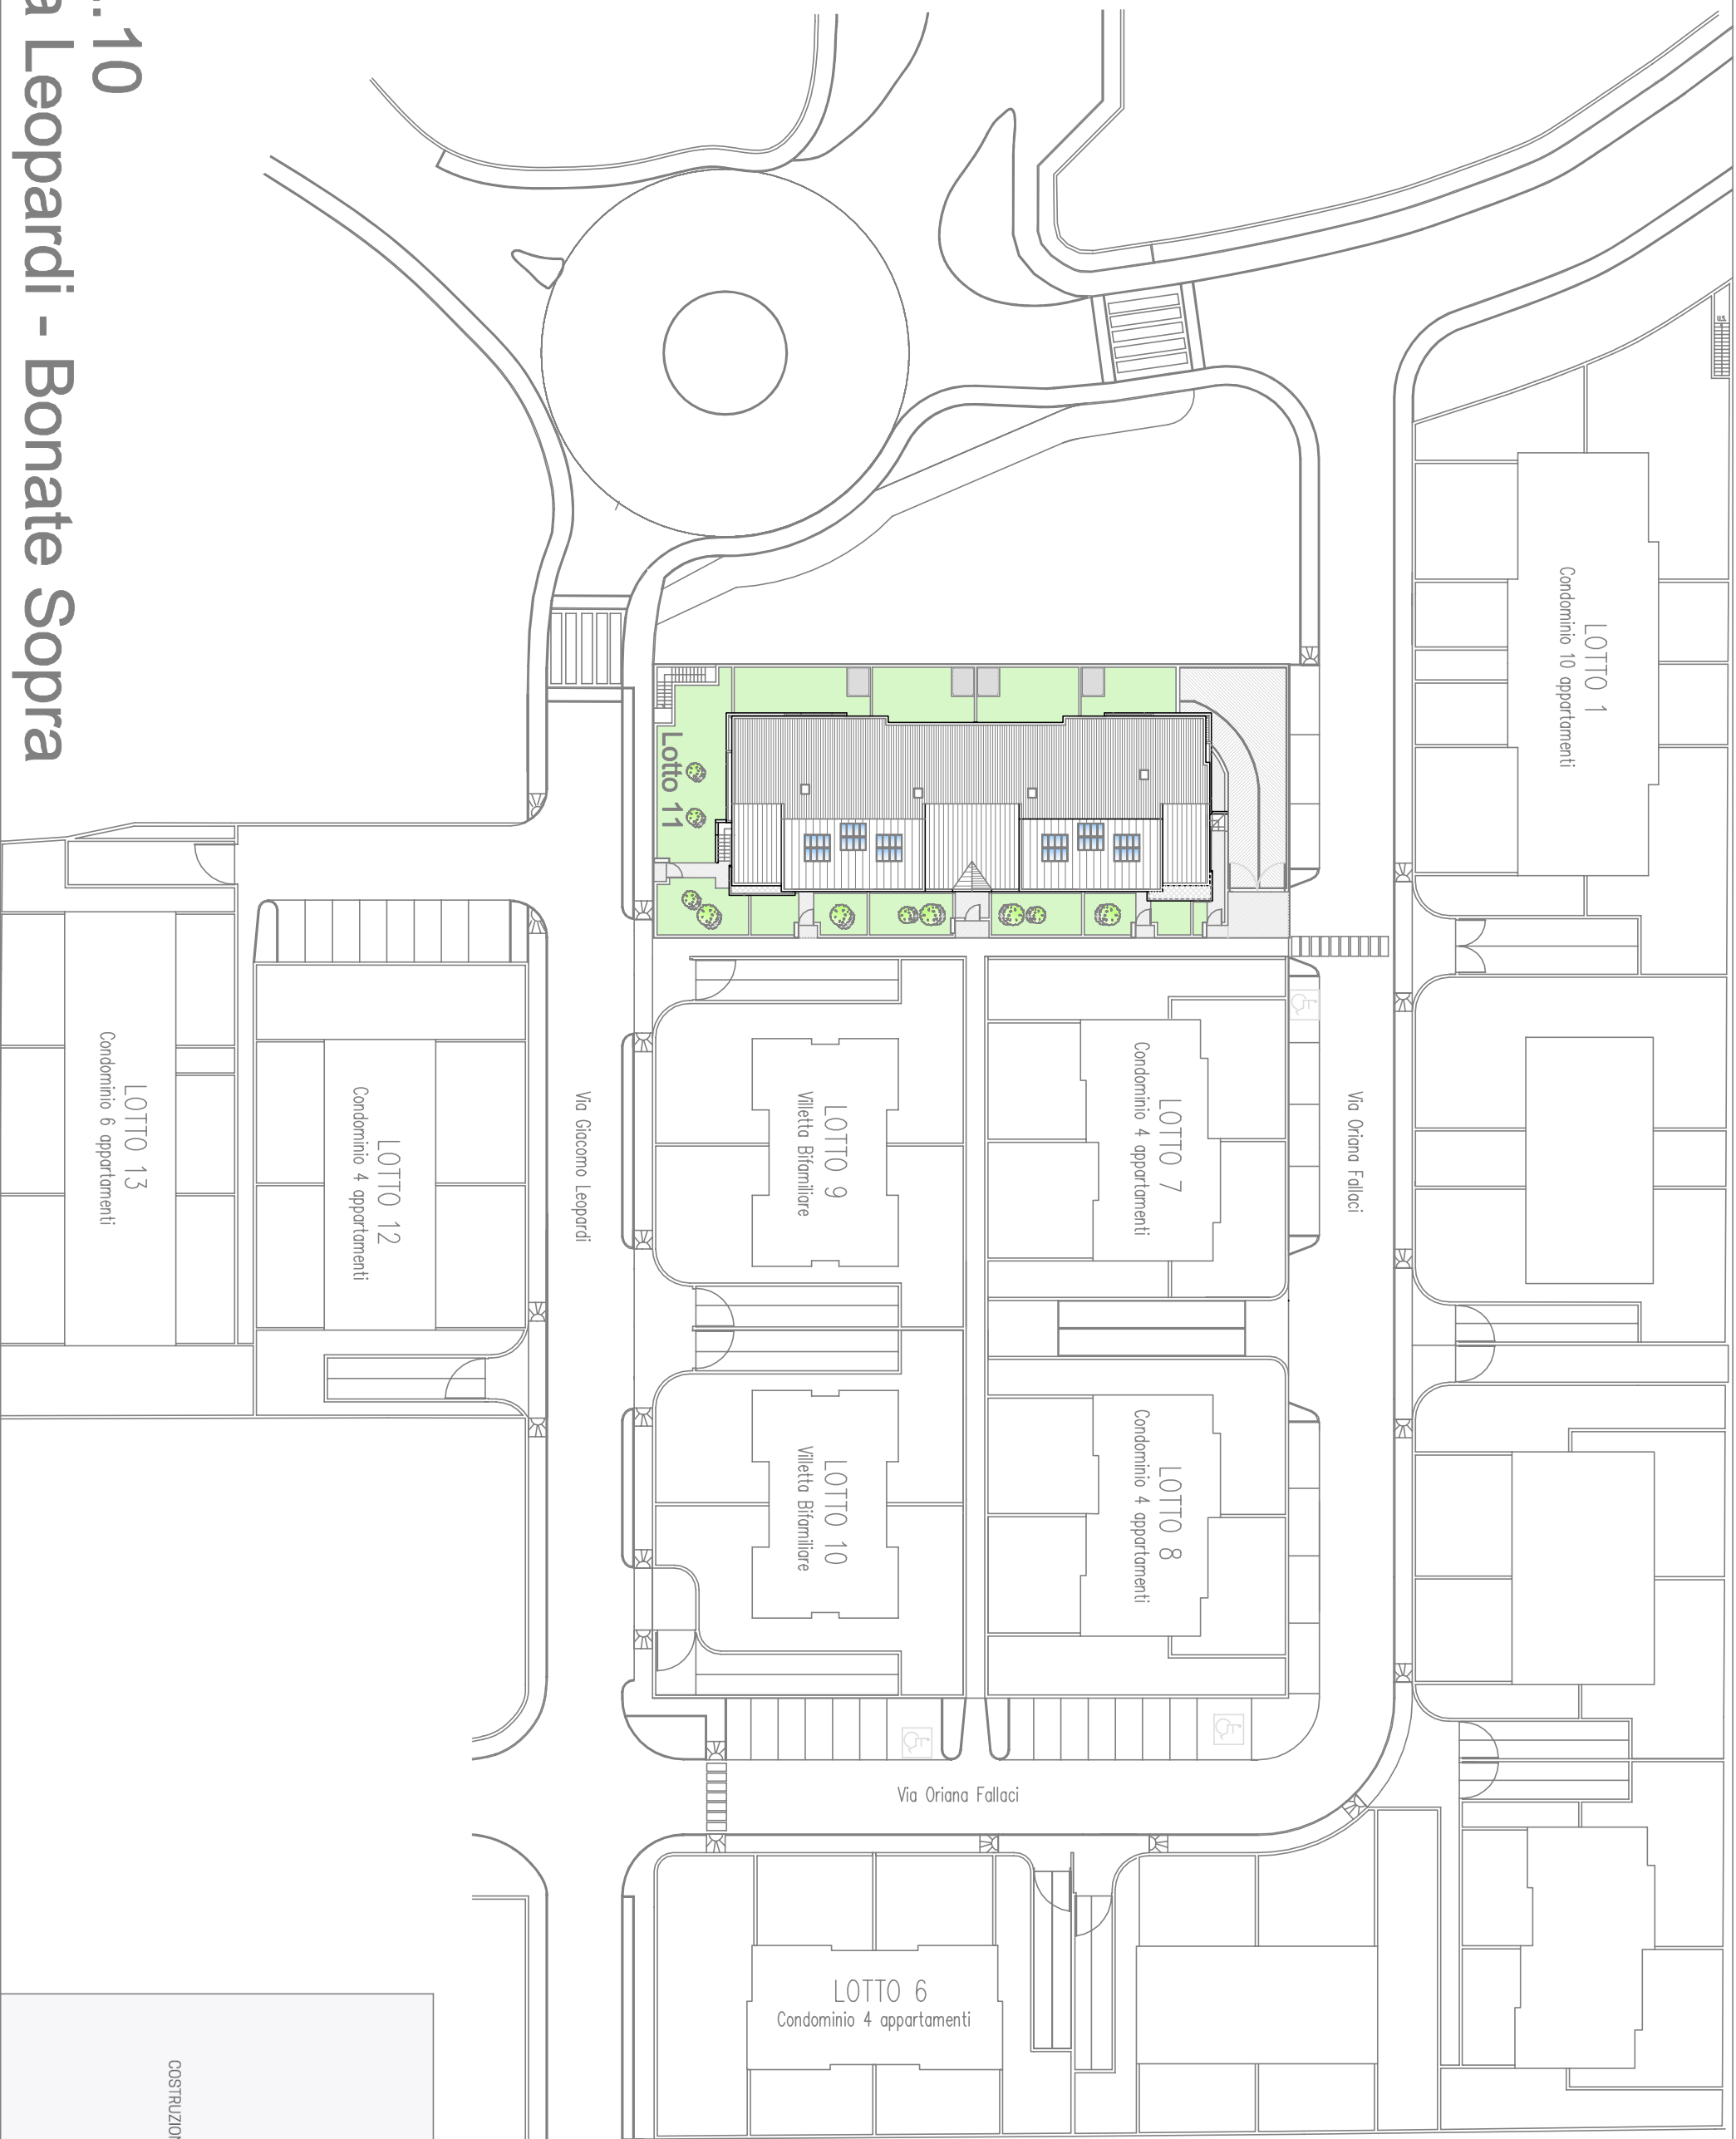 .10
a Leopardi - Bonate Sopra
U.S.
LOTTO 1
Condominio 10 appartamenti
Lotto 11
LOTTO 13
Condominio 6 appartamenti
LOTTO 12
Condominio 4 appartamenti
Via Giacomo Leopardi
LOTTO 9
Villetta Bifamiliare
LOTTO 7
Condominio 4 appartamenti
Via Oriana Fallaci
LOTTO 10
Villetta Bifamiliare
LOTTO 8
Condominio 4 appartamenti
Via Oriana Fallaci
LOTTO 6
Condominio 4 appartamenti
COSTRUZION